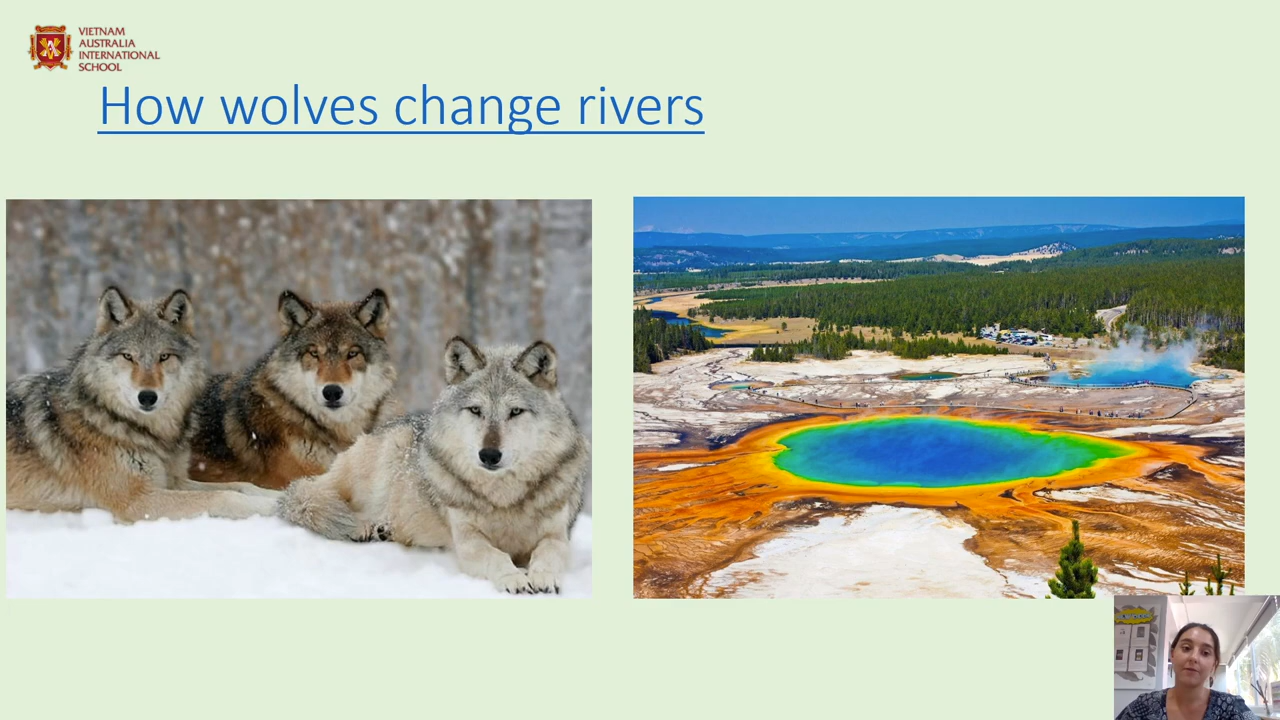 VIETNAM
AUSTRALIA
INTERNATIONAL
SCHOOL
How wolves change rivers